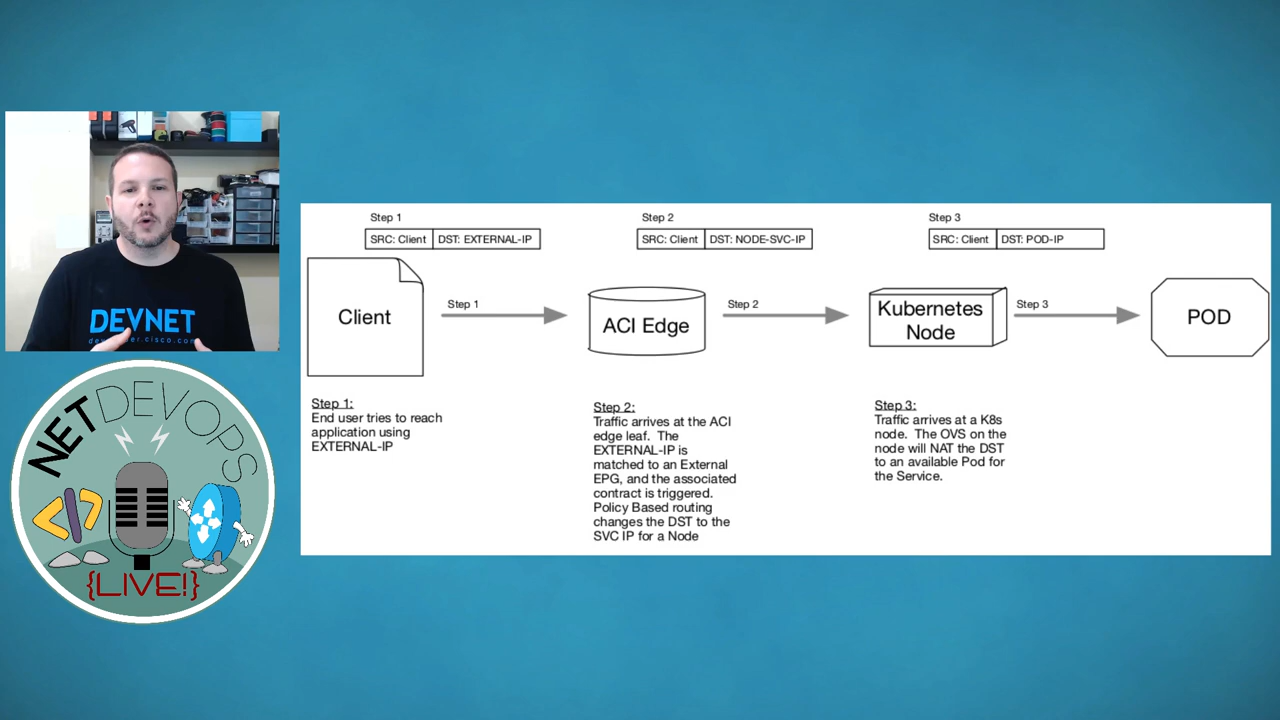 Step 1
SRC: Client DST: EXTERNAL-IP
Step 2
SRC: Client DST: NODE-SVC-IP
Step 3
SRC: Client DST: POD-IP
Client
Step 1
ACI Edge
Step 2
Kubernetes
Node
Step 3
POD
Step 1:
End user tries to reach
application using
EXTERNAL-IP
Step 2:
Traffic arrives at the ACI
edge leaf. The
EXTERNAL-IP is
matched to an External
EPG, and the associated
contract is triggered.
Policy Based routing
changes the DST to the
SVC IP for a Node
Step 3:
Traffic arrives at a K8s
node. The OVS on the
node will NAT the DST
to an available Pod for
the Service.
DEVNET
NETDEVOPS
</>
{LIVE!}